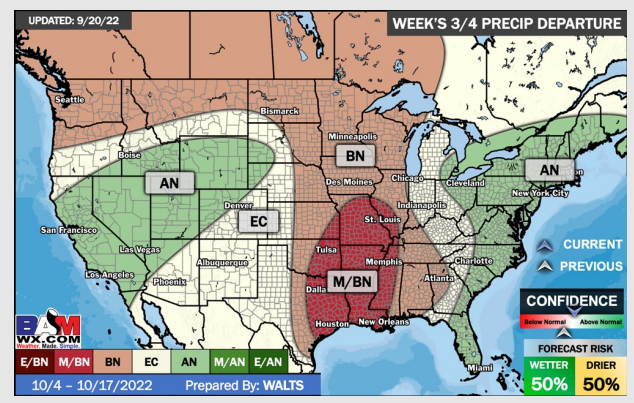 UPDATED: 9/20/22
WEEK'S 3/4 PRECIP DEPARTURE
Seattle
Bismarck
Minneapolis
BN
Boise
AN
Des Moines
Chicago
Cleveland
AN
New York City
Denver
EC
Indianapolis
St. Louis
San Francisco
Las Vegas
Tulsa
CURRENT
Los Angeles
Albuquerque
Memphis
Charlotte
PREVIOUS
Phoenix
M/BN
Atlanta
Dalla
CONFIDENCE
Below Normal
Above Normal
Houston
New Orleans
BAM
WX.COM
Weather. Made. Simple.
FORECAST RISK
E/BN M/BN BN EC AN M/AN E/AN
WETTER
DRIER
Miami
50%
50%
10/4 – 10/17/2022
Prepared By: WALTS